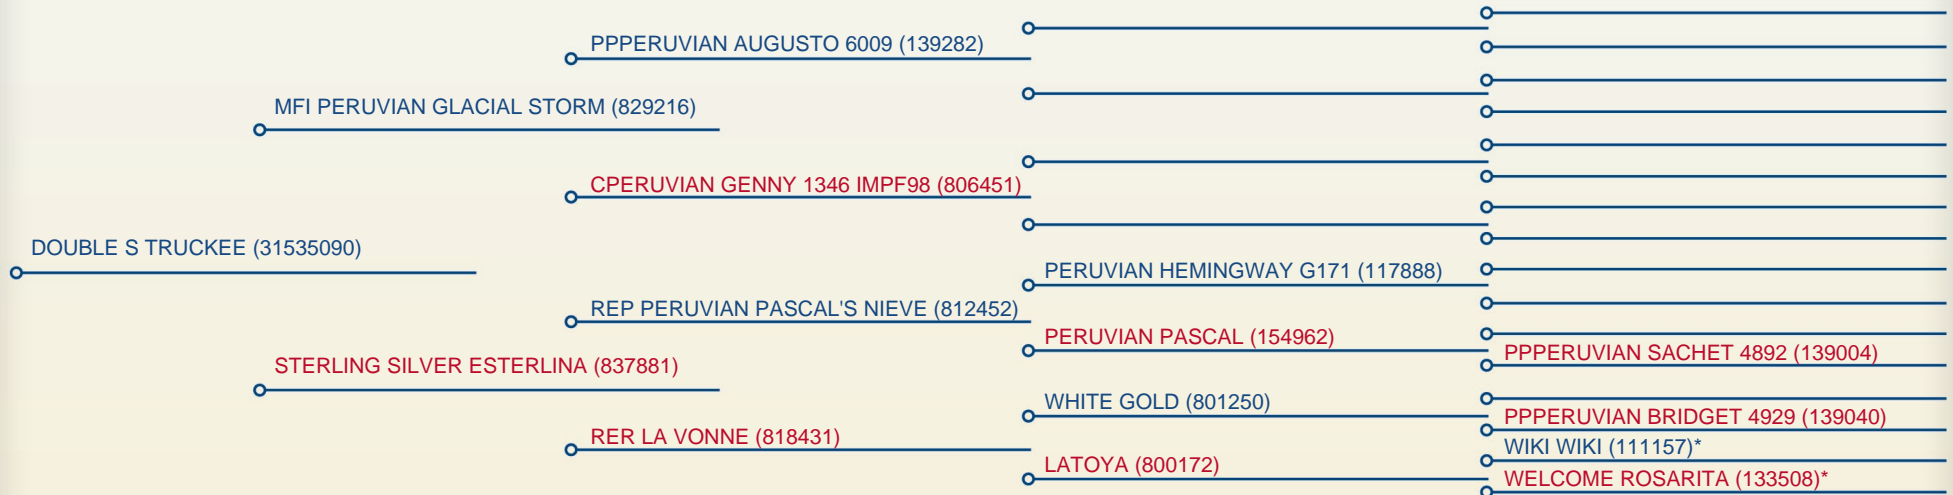 PPPERUVIAN AUGUSTO 6009 (139282)
MFI PERUVIAN GLACIAL STORM (829216)
CPERUVIAN GENNY 1346 IMPF98 (806451)
DOUBLE S TRUCKEE (31535090)
PERUVIAN HEMINGWAY G171 (117888)
REP PERUVIAN PASCAL'S NIEVE (812452)
PERUVIAN PASCAL (154962)
PPPERUVIAN SACHET 4892 (139004)
STERLING SILVER ESTERLINA (837881)
WHITE GOLD (801250)
PPPERUVIAN BRIDGET 4929 (139040)
RER LA VONNE (818431)
WIKI WIKI (111157)*
LATOYA (800172)
WELCOME ROSARITA (133508)*